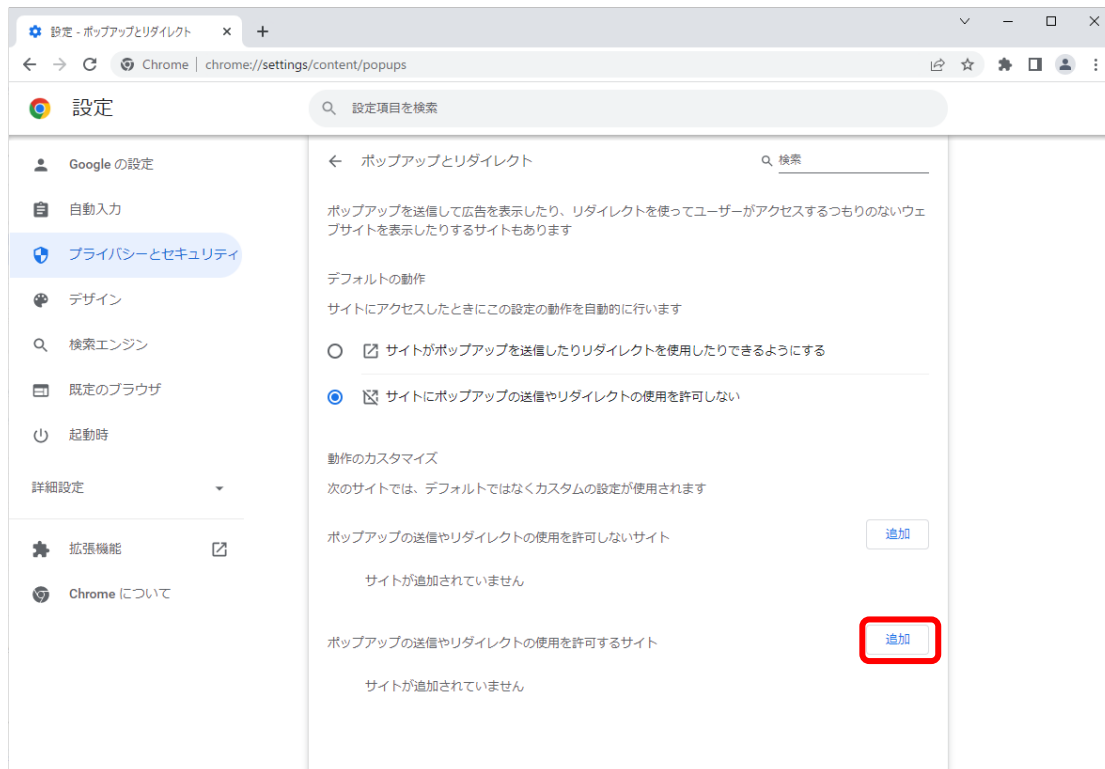 設定 - ポップアップとリダイレクト
Chrome | chrome://settings/content/popups
設定
設定項目を検索
Google の設定
自動入力
プライバシーとセキュリティ
デザイン
検索エンジン
既定のブラウザ
起動時
詳細設定
拡張機能
Chrome について
ポップアップとリダイレクト
検索
ポップアップを送信して広告を表示したり、リダイレクトを使ってユーザーがアクセスするつもりのないウェ
ブサイトを表示したりするサイトもあります
デフォルトの動作
サイトにアクセスしたときにこの設定の動作を自動的に行います
サイトがポップアップを送信したりリダイレクトを使用したりできるようにする
サイトにポップアップの送信やリダイレクトの使用を許可しない
動作のカスタマイズ
次のサイトでは、デフォルトではなくカスタムの設定が使用されます
ポップアップの送信やリダイレクトの使用を許可しないサイト
追加
サイトが追加されていません
ポップアップの送信やリダイレクトの使用を許可するサイト
追加
サイトが追加されていません